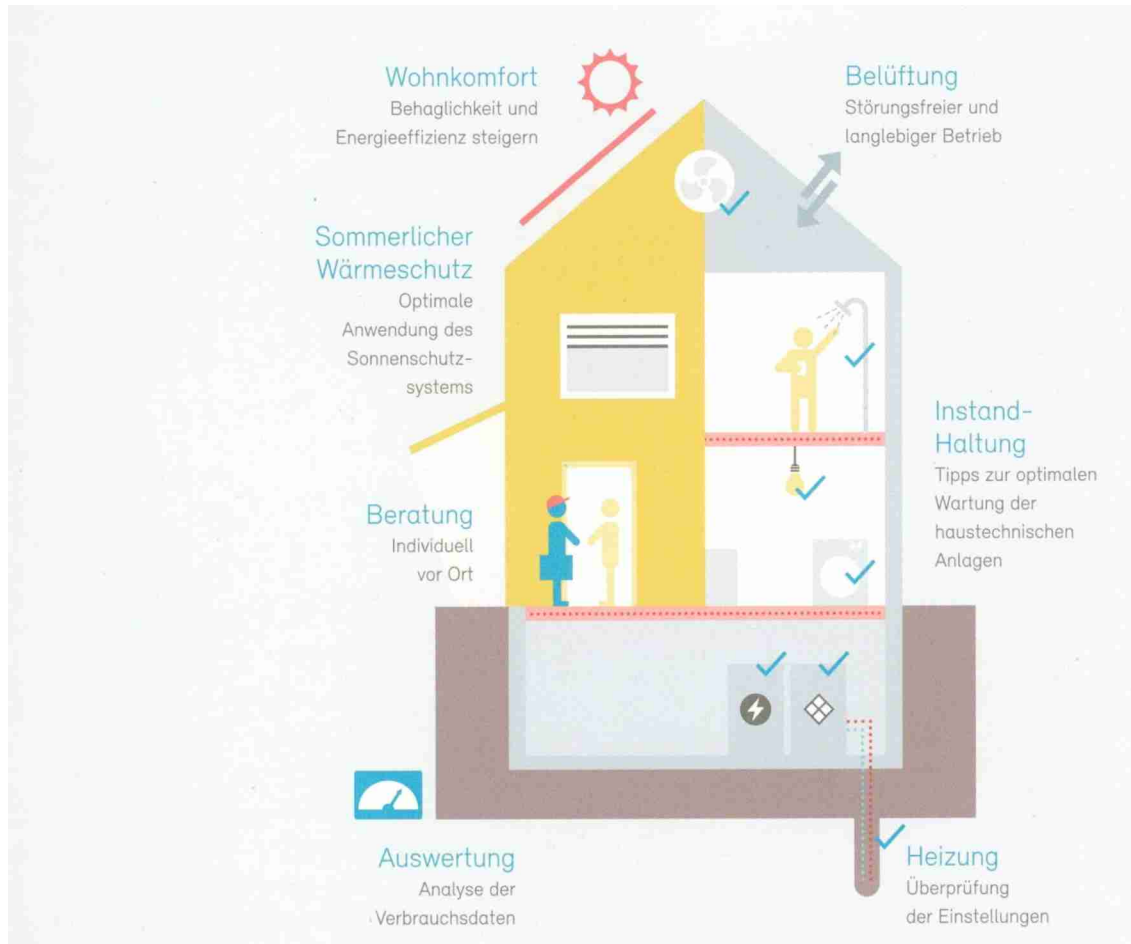 Wohnkomfort
Behaglichkeit und
Energieeffizienz steigern
Belüftung
Störungsfreier und
langlebiger Betrieb
Sommerlicher
Wärmeschutz
Optimale
Anwendung des
Sonnenschutz-
systems
Instand-
Haltung
Tipps zur optimalen
Wartung der
haustechnischen
Anlagen
Beratung
Individuell
vor Ort
Auswertung
Analyse der
Verbrauchsdaten
Heizung
Überprüfung
der Einstellungen